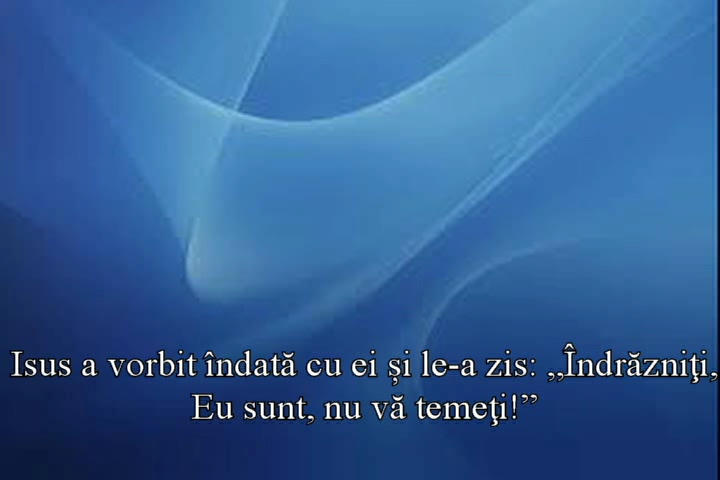 Isus a vorbit îndată cu ei și le-a zis: ,,Îndrăzniţi,
Eu sunt, nu vă temeţi!”